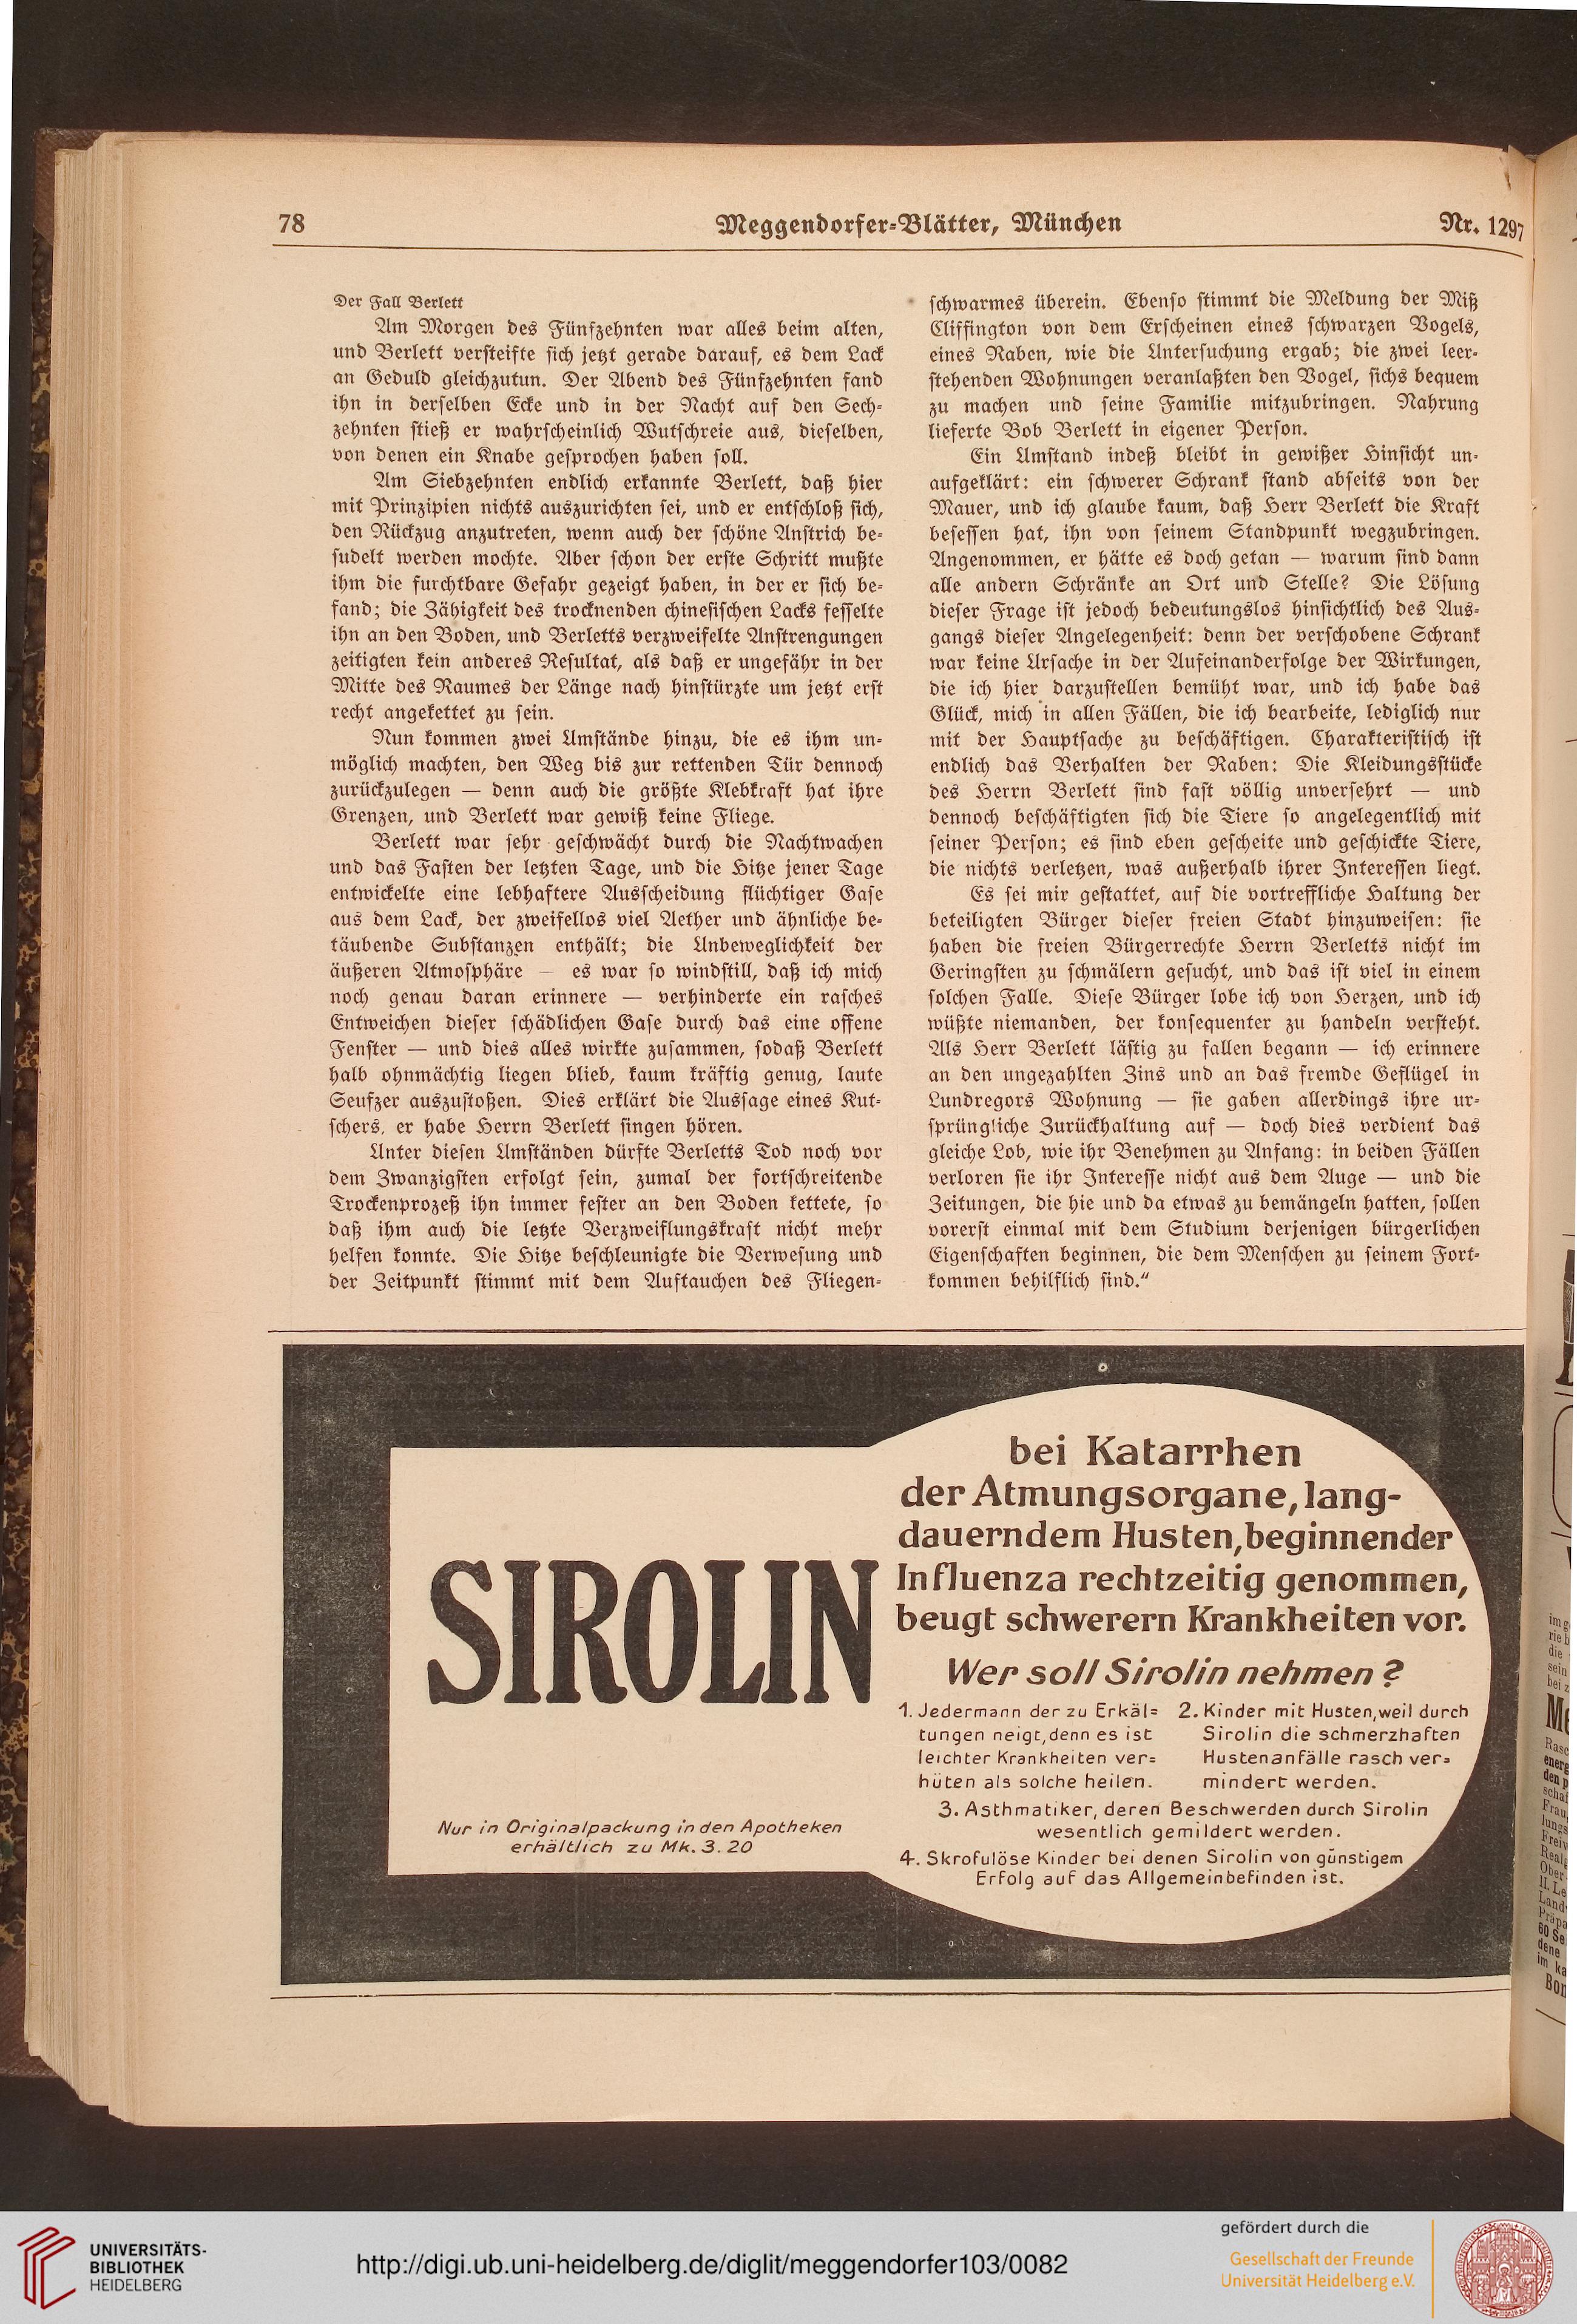 78
Meggendorfer-Blätter, München
Nr. 1297
Der Fall Berlett
Am Morgen des Fünfzehnten war alles beim alten,
und Berlett versteifte sich jetzt gerade darauf, es dem Lack
an Geduld gleichzutun. Der Abend des Fünfzehnten fand
ihn in derselben Ecke und in der Nacht auf den Sech-
zehnten stieß er wahrscheinlich Wutschreie aus, dieselben,
von denen ein Knabe gesprochen haben soll.
Am Siebzehnten endlich erkannte Berlett, daß hier
mit Prinzipien nichts auszurichten sei, und er entschloß sich,
den Rückzug anzutreten, wenn auch der schöne Anstrich be-
sudelt werden mochte. Aber schon der erste Schritt mußte
ihm die furchtbare Gefahr gezeigt haben, in der er sich be-
fand; die Zähigkeit des trocknenden chinesischen Lacks fesselte
ihn an den Boden, und Berletts verzweifelte Anstrengungen
zeitigten kein anderes Resultat, als daß er ungefähr in der
Mitte des Raumes der Länge nach hinstürzte um jetzt erst
recht angekettet zu sein.
Nun kommen zwei Umstände hinzu, die es ihm un-
möglich machten, den Weg bis zur rettenden Tür dennoch
zurückzulegen — denn auch die größte Klebkraft hat ihre
Grenzen, und Berlett war gewiß keine Fliege.
Berlett war sehr geschwächt durch die Nachtwachen
und das Fasten der letzten Tage, und die Hitze jener Tage
entwickelte eine lebhaftere Ausscheidung flüchtiger Gase
aus dem Lack, der zweifellos viel Aether und ähnliche be-
täubende Substanzen enthält; die Unbeweglichkeit der
äußeren Atmosphäre — es war so windstill, daß ich mich
noch genau daran erinnere — verhinderte ein rasches
Entweichen dieser schädlichen Gase durch das eine offene
Fenster — und dies alles wirkte zusammen, sodaß Berlett
halb ohnmächtig liegen blieb, kaum kräftig genug, laute
Seufzer auszustoßen. Dies erklärt die Aussage eines Kut-
schers, er habe Herrn Berlett singen hören.
Unter diesen Umständen dürfte Berletts Tod noch vor
dem Zwanzigsten erfolgt sein, zumal der fortschreitende
Trockenprozeß ihn immer fester an den Boden kettete, so
daß ihm auch die letzte Verzweiflungskraft nicht mehr
helfen konnte. Die Hitze beschleunigte die Verwesung und
der Zeitpunkt stimmt mit dem Auftauchen des Fliegen-
schwarmes überein. Ebenso stimmt die Meldung der Miß
Cliffington von dem Erscheinen eines schwarzen Vogels,
eines Raben, wie die Untersuchung ergab; die zwei leer-
stehenden Wohnungen veranlaßten den Vogel, sichs bequem
zu machen und seine Familie mitzubringen. Nahrung
lieferte Bob Berlett in eigener Person.
Ein Umstand indeß bleibt in gewißer Hinsicht un-
aufgeklärt: ein schwerer Schrank stand abseits von der
Mauer, und ich glaube kaum, daß Herr Berlett die Kraft
besessen hat, ihn von seinem Standpunkt wegzubringen.
Angenommen, er hätte es doch getan — warum sind dann
alle andern Schränke an Ort und Stelle? Die Lösung
dieser Frage ist jedoch bedeutungslos hinsichtlich des Aus-
gangs dieser Angelegenheit: denn der verschobene Schrank
war keine Ursache in der Aufeinanderfolge der Wirkungen,
die ich hier darzustellen bemüht war, und ich habe das
Glück, mich in allen Fällen, die ich bearbeite, lediglich nur
mit der Hauptsache zu beschäftigen. Charakteristisch ist
endlich das Verhalten der Raben: Die Kleidungsstücke
des Herrn Berlett sind fast völlig unversehrt — und
dennoch beschäftigten sich die Tiere so angelegentlich mit
seiner Person; es sind eben gescheite und geschickte Tiere,
die nichts verletzen, was außerhalb ihrer Interessen liegt.
Es sei mir gestattet, auf die vortreffliche Haltung der
beteiligten Bürger dieser freien Stadt hinzuweisen: sie
haben die freien Bürgerrechte Herrn Berletts nicht im
Geringsten zu schmälern gesucht, und das ist viel in einem
solchen Falle. Diese Bürger lobe ich von Herzen, und ich
wüßte niemanden, der konsequenter zu handeln versteht.
Als Herr Berlett lästig zu fallen begann — ich erinnere
an den ungezahlten Zins und an das fremde Geflügel in
Lundregors Wohnung — sie gaben allerdings ihre ur-
sprüngliche Zurückhaltung auf — doch dies verdient das
gleiche Lob, wie ihr Benehmen zu Anfang: in beiden Fällen
verloren sie ihr Interesse nicht aus dem Auge — und die
Zeitungen, die hie und da etwas zu bemängeln hatten, sollen
vorerst einmal mit dem Studium derjenigen bürgerlichen
Eigenschaften beginnen, die dem Menschen zu seinem Fort-
kommen behilflich sind."
SIROLIN
Nur in Originalpackung in den Apotheken
erhältlich zu Mk. 3.20
bei Katarrhen
der Atmungsorgane, lang-
dauerndem Husten, beginnender
Influenza rechtzeitig genommen,
beugt schwerern Krankheiten vor.
Wer soll Sirolin nehmen?
1. Jedermann der zu Erkäl=
tungen neigt, denn es ist
leichter Krankheiten ver=
hüten als solche heilen.
2. Kinder mit Husten, weil durch
Sirolin die schmerzhaften
Hustenanfälle rasch ver=
mindert werden.
3. Asthmatiker, deren Beschwerden durch Sirolin
wesentlich gemildert werden.
4. Skrofulöse Kinder bei denen Sirolin von günstigem
Erfolg auf das Allgemeinbefinden ist.
UNIVERSITÄTS-
BIBLIOTHEK
HEIDELBERG
http://digi.ub.uni-heidelberg.de/diglit/meggendorfer103/0082
gefördert durch die
Gesellschaft der Freunde
Universität Heidelberg e.V.